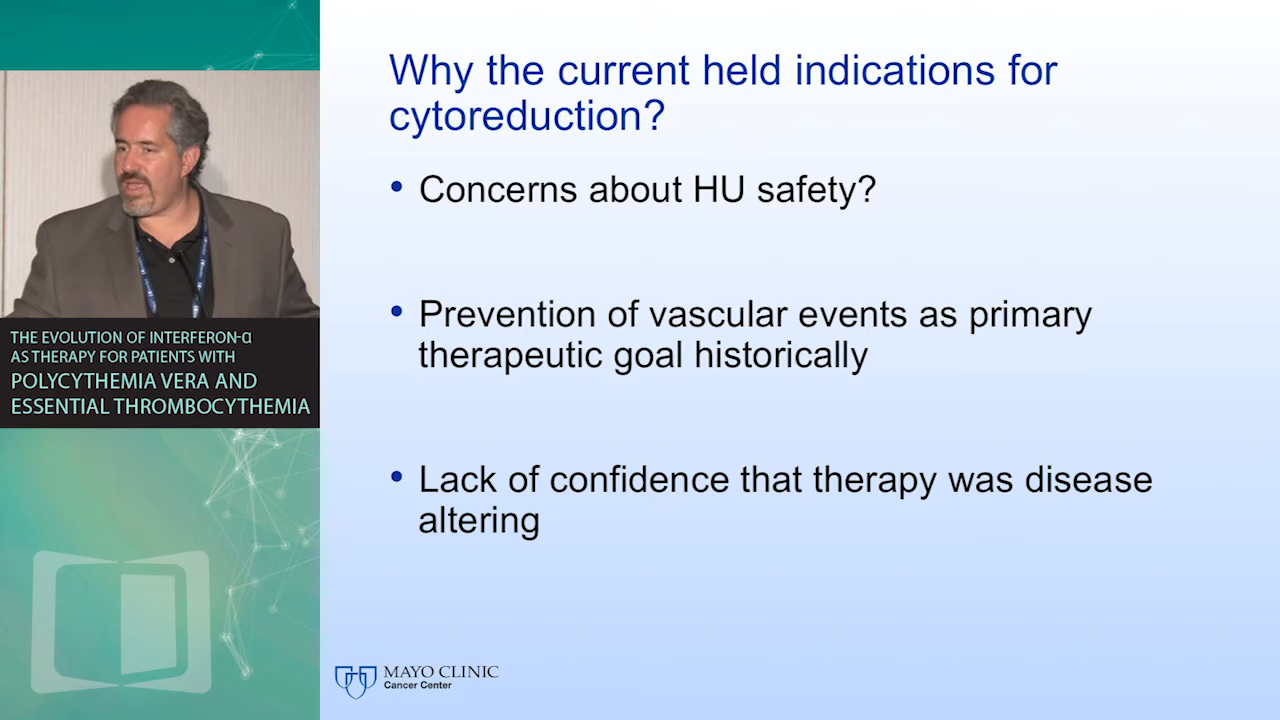 Why the current held indications for
cytoreduction?
• Concerns about HU safety?
• Prevention of vascular events as primary
therapeutic goal historically
• Lack of confidence that therapy was disease
altering
THE EVOLUTION OF INTERFERON-α
AS THERAPY FOR PATIENTS WITH
POLYCYTHEMIA VERA AND
ESSENTIAL THROMBOCYTHEMIA
MAYO CLINIC
Cancer Center